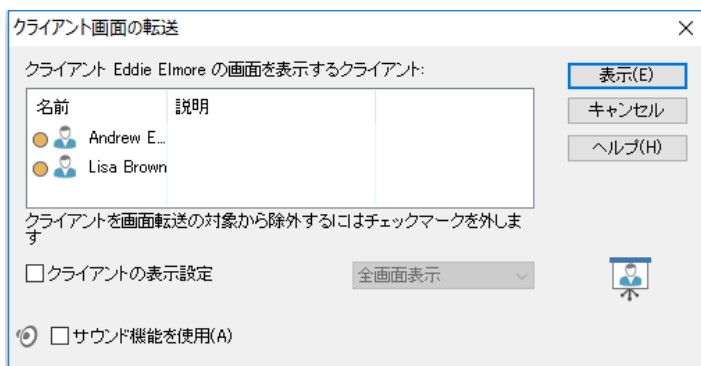 クライアント画面の転送
クライアント Eddie Elmore の画面を表示するクライアント:
表示(E)
名前 説明
キャンセル
Andrew E...
ヘルプ(H)
Lisa Brown
クライアントを画面転送の対象から除外するにはチェックマークを外しま
す
クライアントの表示設定 全画面表示
サウンド機能を使用(A)